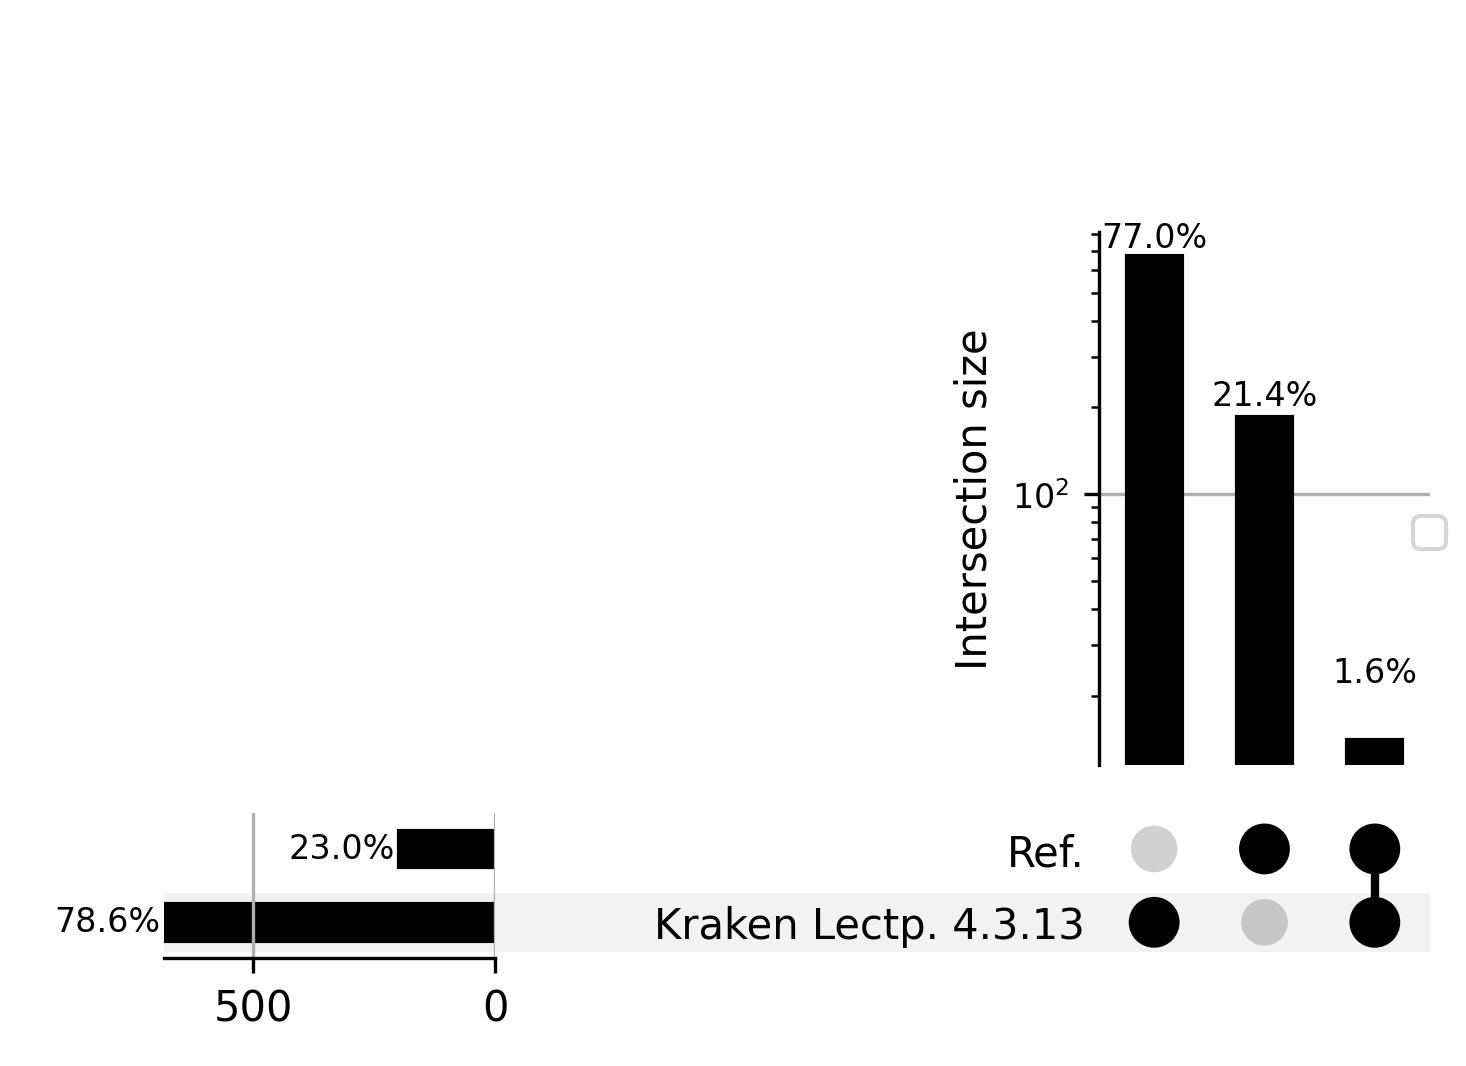 77.0%
21.4%
10²
1.6%
Intersection size
23.0%
Ref.
78.6%
Kraken Lectp. 4.3.13
500
0